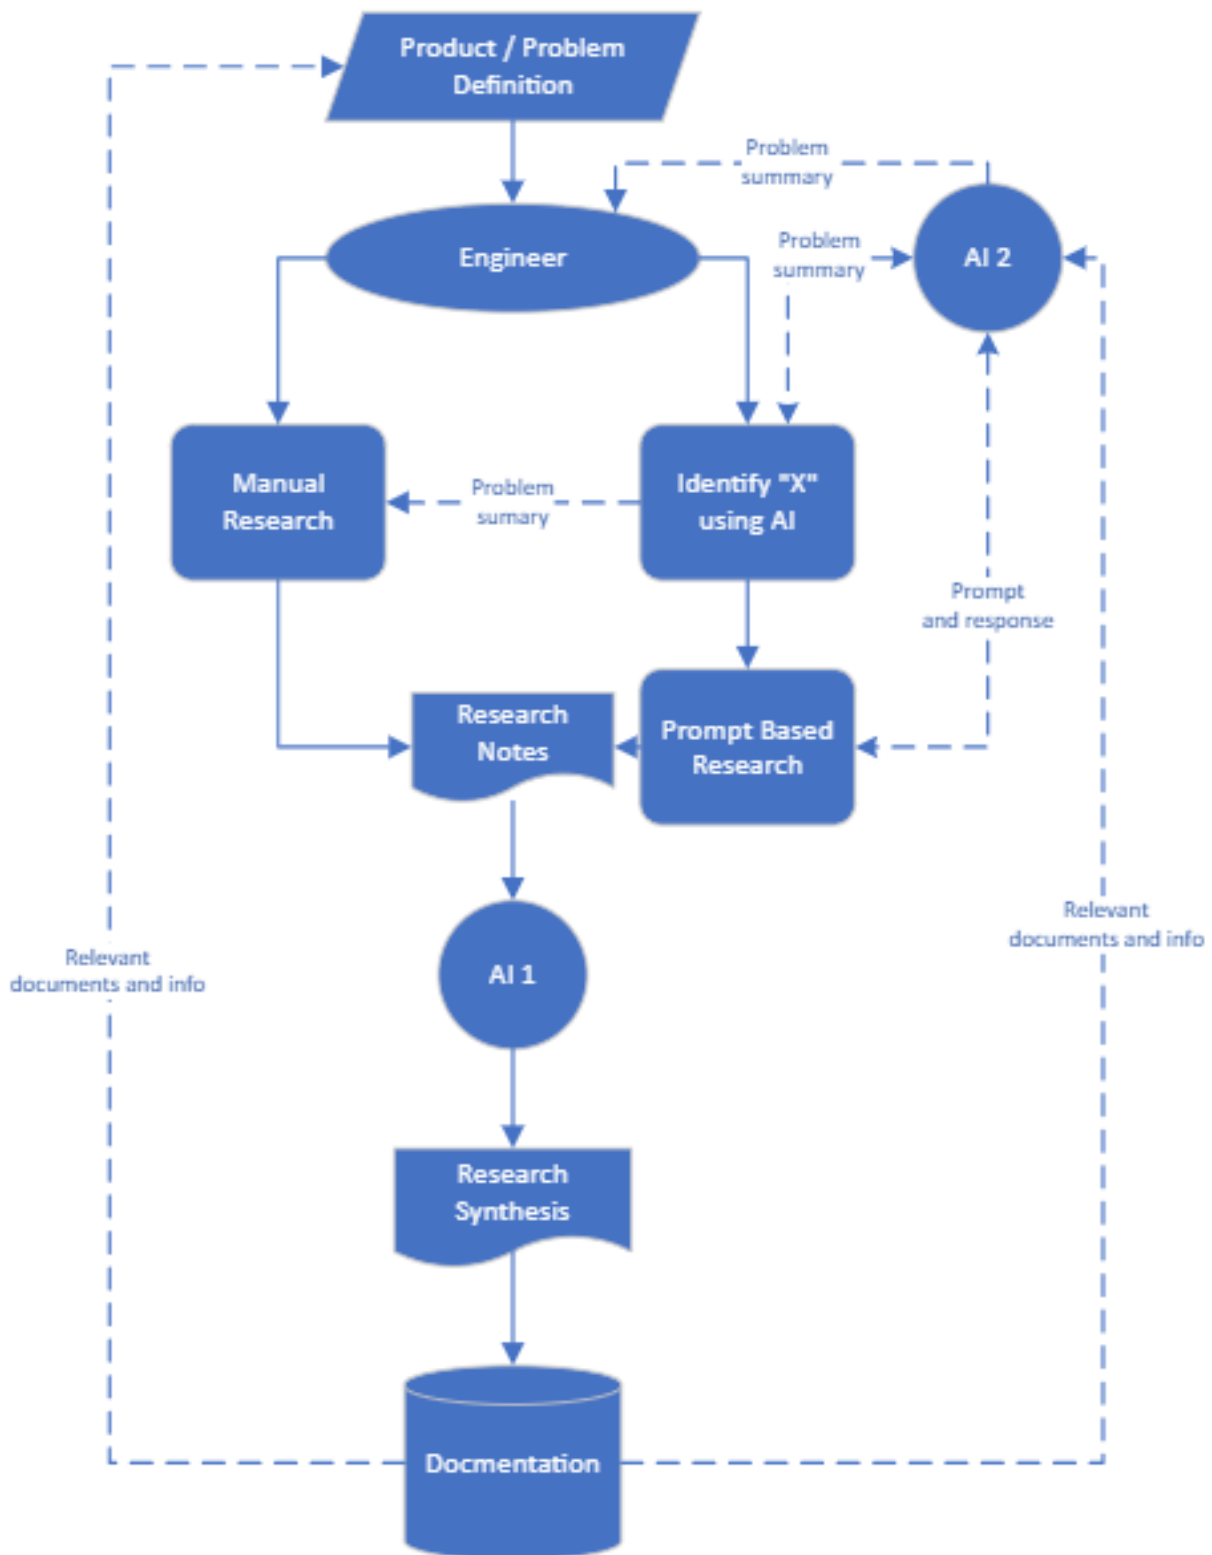 Product / Problem
Definition
Problem
summary
Engineer
Problem
summary
AI 2
Manual
Research
Problem
sumary
Identify "X"
using AI
Prompt
and response
Research
Notes
Prompt Based
Research
Relevant
documents and info
Relevant
documents and info
AI 1
Research
Synthesis
Docmentation